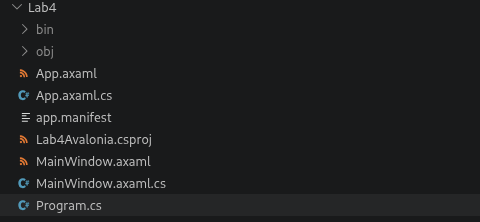 Lab4
bin
obj
App.axaml
App.axaml.cs
app.manifest
Lab4Avalonia.csproj
MainWindow.axaml
MainWindow.axaml.cs
Program.cs